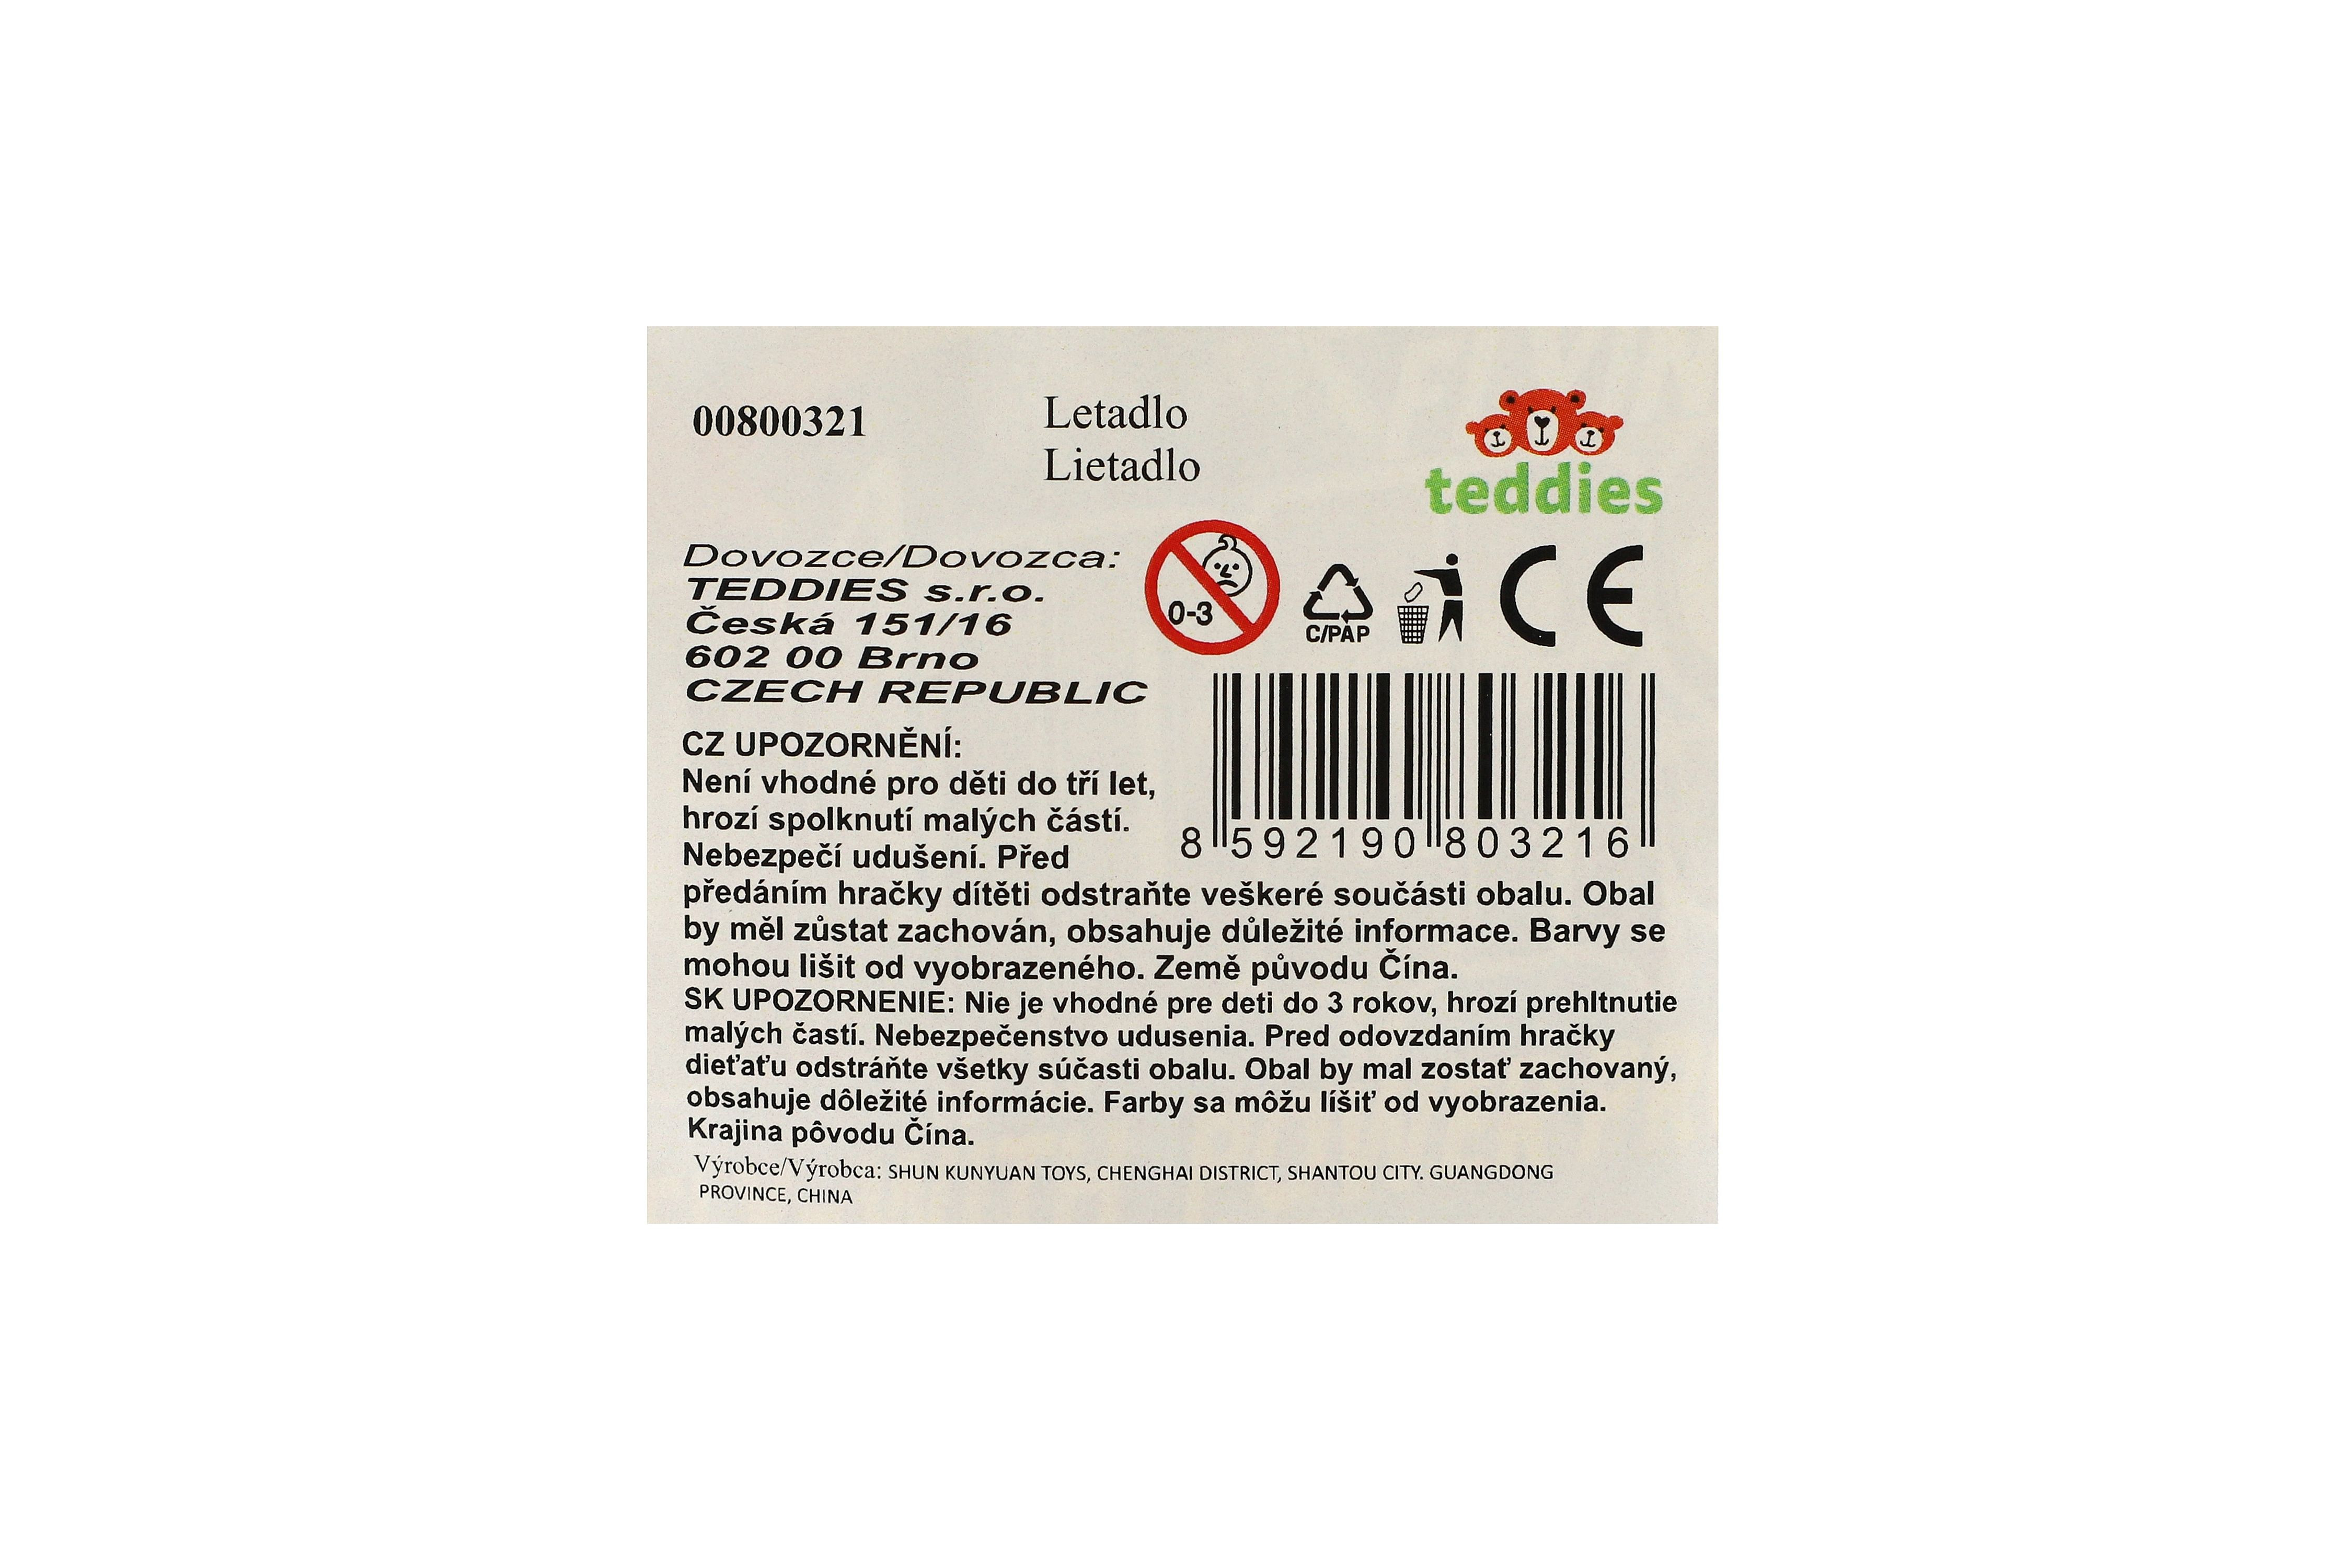 00800321
Letadlo
Lietadlo
teddies
Dovozce/Dovozca:
TEDDIES s.r.o.
Česká 151/16
602 00 Brno
CZECH REPUBLIC
0-3
C/PAP
CE
CZ UPOZORNĚNÍ:
Není vhodné pro děti do tří let,
hrozí spolknutí malých částí.
Nebezpečí udušení. Před
8 592190 803216
předáním hračky dítěti odstraňte veškeré součásti obalu. Obal
by měl zůstat zachován, obsahuje důležité informace. Barvy se
mohou lišit od vyobrazeného. Země původu Čína.
SK UPOZORNENIE: Nie je vhodné pre deti do 3 rokov, hrozí prehltnutie
malých častí. Nebezpečenstvo udusenia. Pred odovzdaním hračky
dieťaťu odstráňte všetky súčasti obalu. Obal by mal zostať zachovaný,
obsahuje dôležité informácie. Farby sa môžu líšiť od vyobrazenia.
Krajina pôvodu Čína.
Výrobce/Výrobca: SHUN KUNYUAN TOYS, CHENGHAI DISTRICT, SHANTOU CITY. GUANGDONG
PROVINCE, CHINA